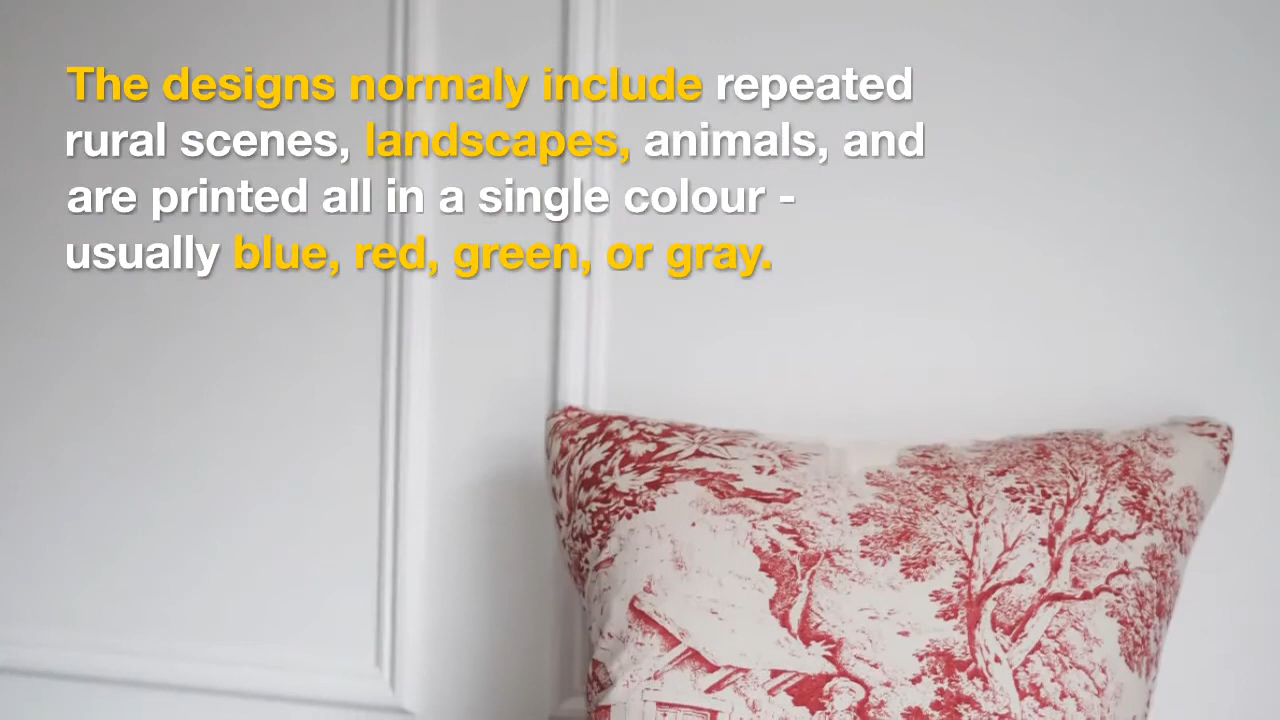 The designs normaly include repeated
rural scenes, landscapes, animals, and
are printed all in a single colour -
usually blue, red, green, or gray.